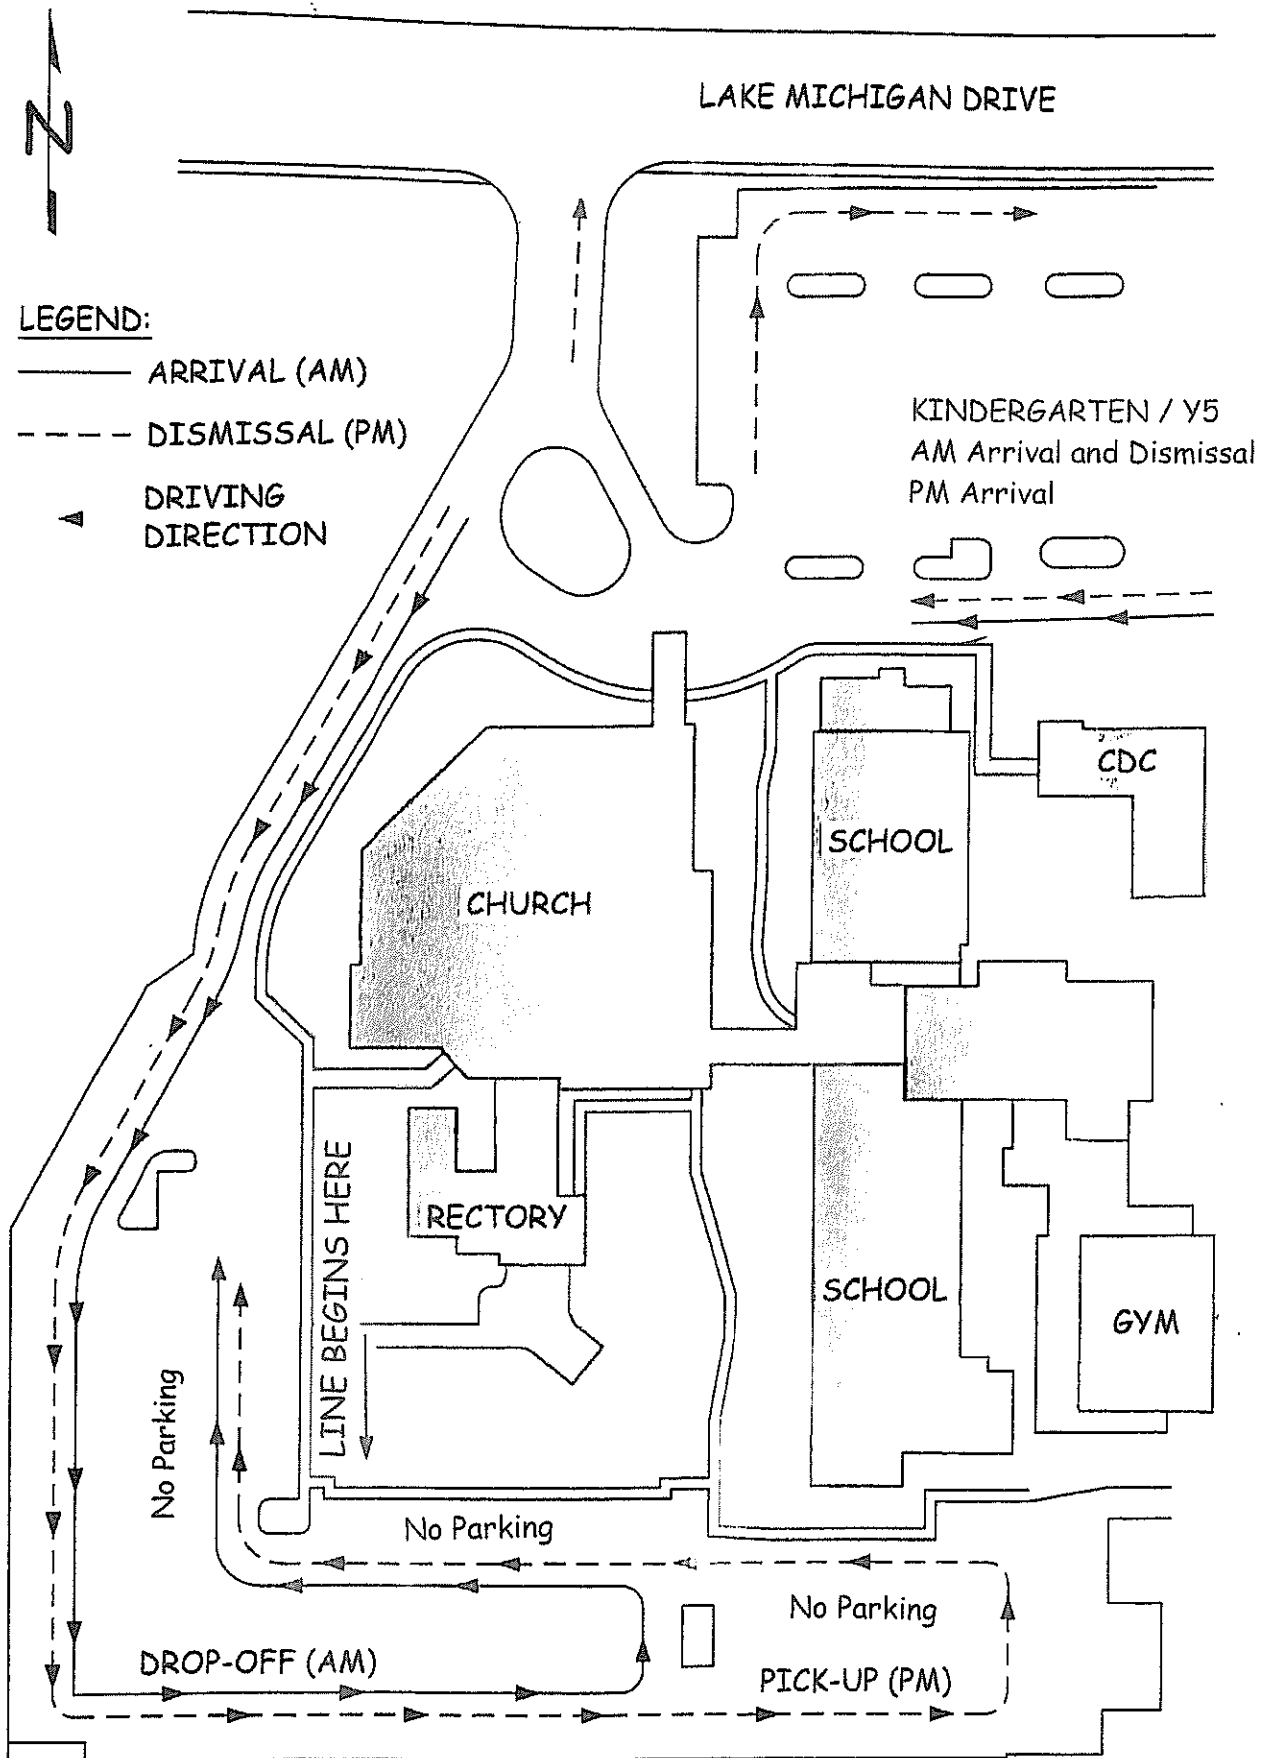 LAKE MICHIGAN DRIVE
N
LEGEND:
ARRIVAL (AM)
DISMISSAL (PM)
DRIVING
DIRECTION
KINDERGARTEN / Y5
AM Arrival and Dismissal
PM Arrival
CDC
SCHOOL
CHURCH
RECTORY
LINE BEGINS HERE
SCHOOL
GYM
No Parking
No Parking
No Parking
DROP-OFF (AM)
PICK-UP (PM)